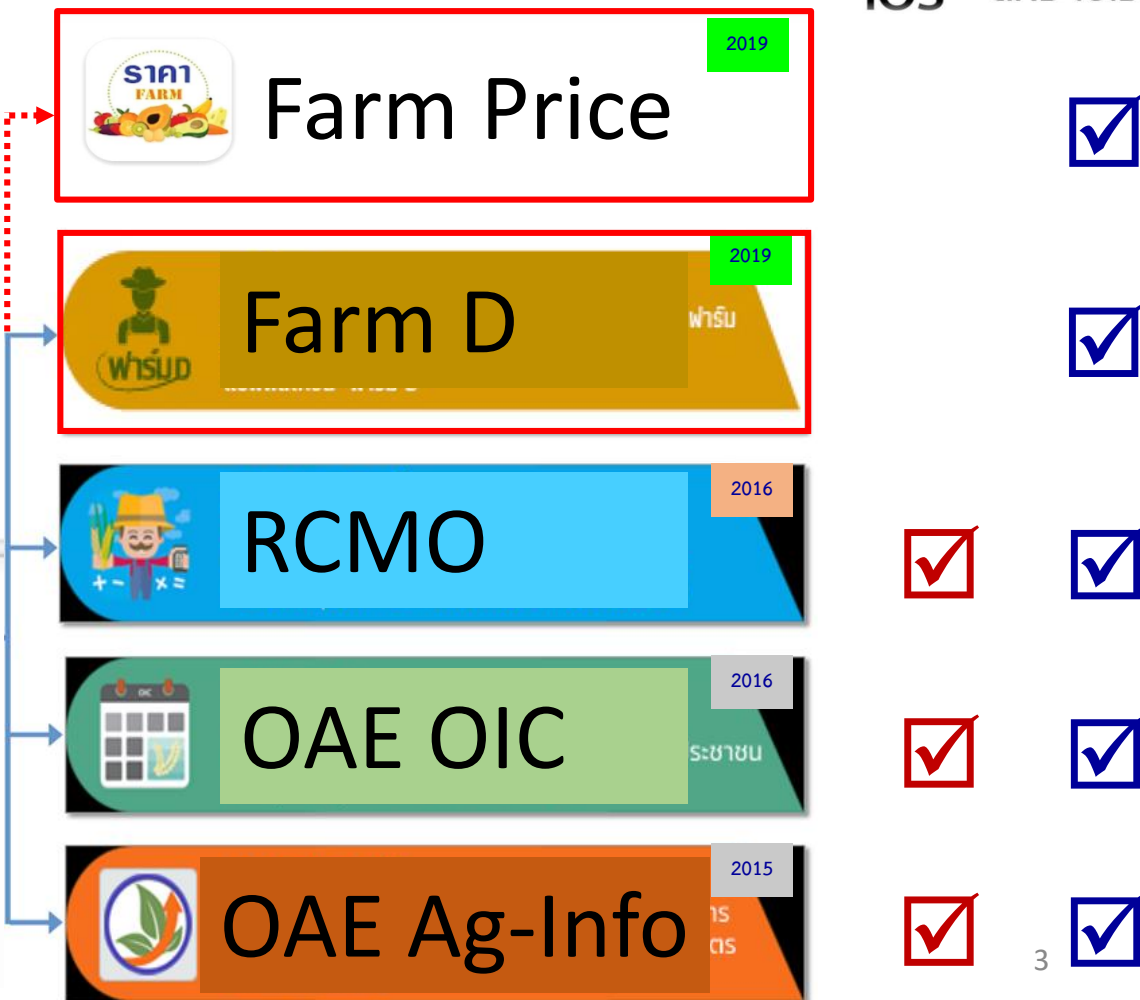 iOS
2019
ราคา
FARM
Farm Price
2019
Farm D
ฟาร์ม
ฟาร์มD
2016
RCMO
2016
OIC
OAE OIC
ระชาชน
2015
OAE Ag-Info
3